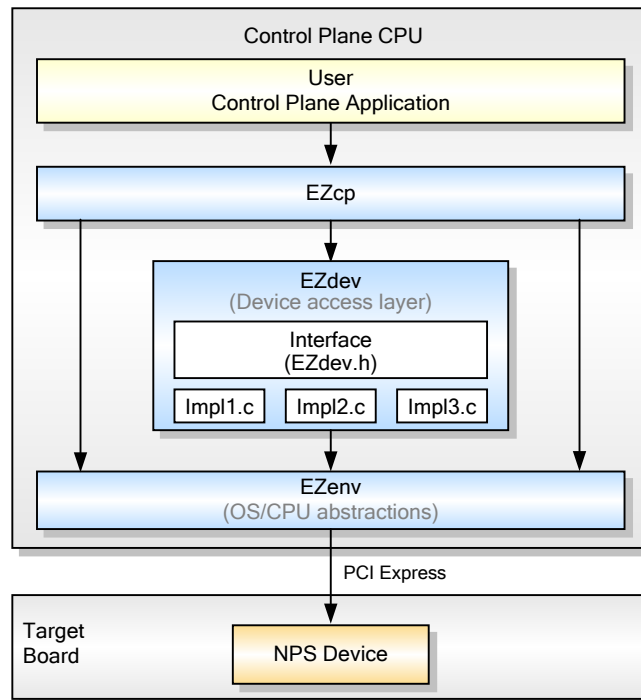 Control Plane CPU
User
Control Plane Application
EZcp
EZdev
(Device access layer)
Interface
(EZdev.h)
Impl1.c Impl2.c Impl3.c
EZenv
(OS/CPU abstractions)
PCI Express
Target
Board
NPS Device